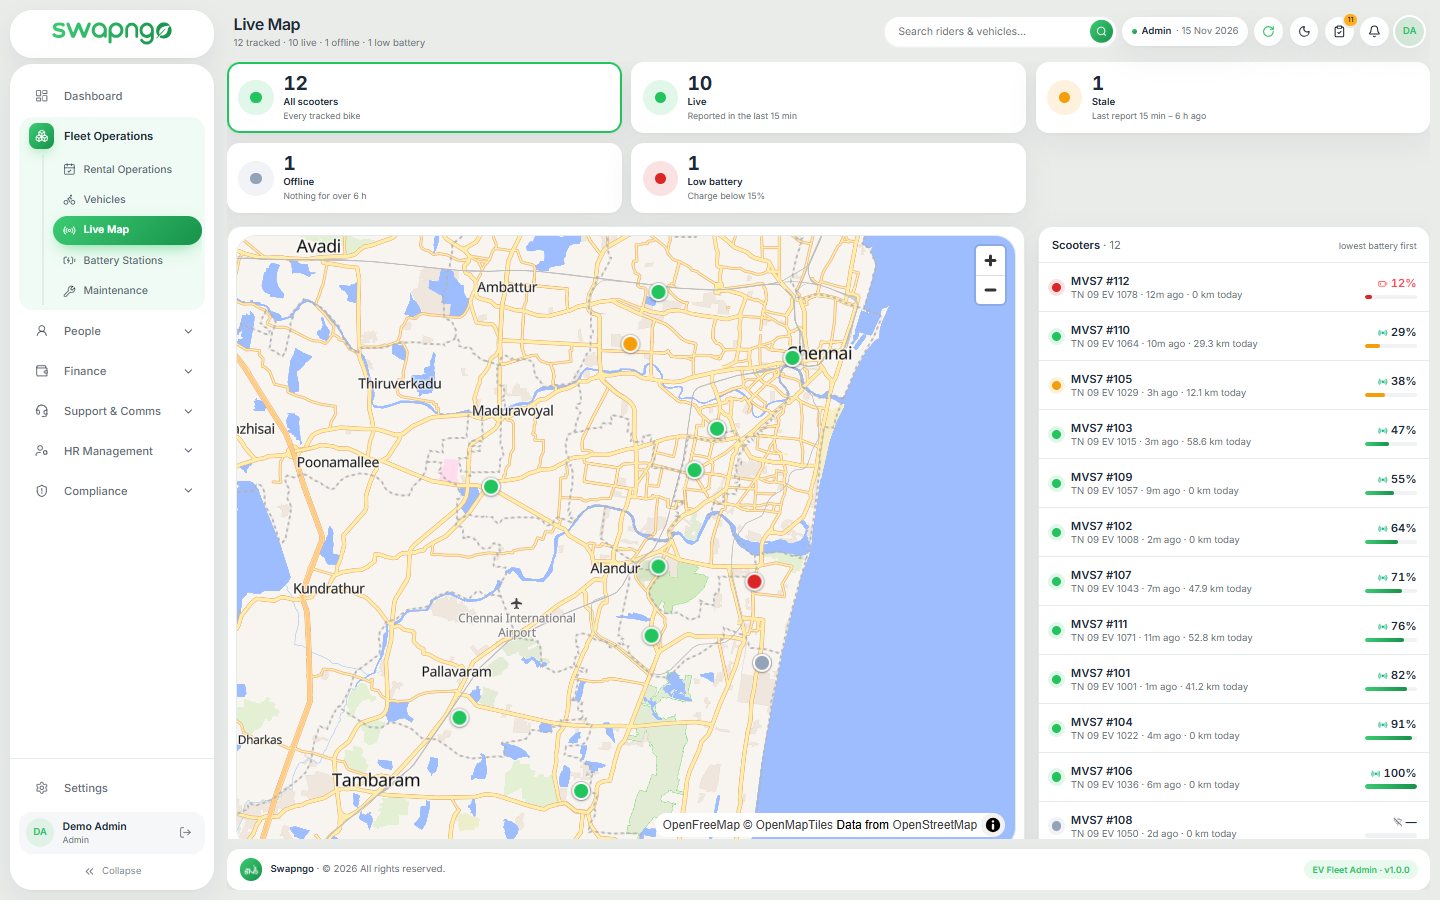 swapngo
Live Map
12 tracked · 10 live · 1 offline · 1 low battery
Search riders & vehicles...
Admin · 15 Nov 2026
11
DA
Dashboard
Fleet Operations
Rental Operations
Vehicles
Live Map
Battery Stations
Maintenance
People
Finance
Support & Comms
HR Management
Compliance
Settings
DA
Demo Admin
Admin
Collapse
12
All scooters
Every tracked bike
10
Live
Reported in the last 15 min
1
Stale
Last report 15 min – 6 h ago
1
Offline
Nothing for over 6 h
1
Low battery
Charge below 15%
Avadi
Ambattur
Chennai
Thiruverkadu
Maduravoyal
Poonamallee
Alandur
Kundrathur
Chennai International
Airport
Pallavaram
Dharkas
Tambaram
+
−
OpenFreeMap © OpenMapTiles Data from OpenStreetMap
Scooters · 12
lowest battery first
MVS7 #112
12%
TN 09 EV 1078 · 12m ago · 0 km today
MVS7 #110
29%
TN 09 EV 1064 · 10m ago · 29.3 km today
MVS7 #105
38%
TN 09 EV 1029 · 3h ago · 12.1 km today
MVS7 #103
47%
TN 09 EV 1015 · 3m ago · 58.6 km today
MVS7 #109
55%
TN 09 EV 1057 · 9m ago · 0 km today
MVS7 #102
64%
TN 09 EV 1008 · 2m ago · 0 km today
MVS7 #107
71%
TN 09 EV 1043 · 7m ago · 47.9 km today
MVS7 #111
76%
TN 09 EV 1071 · 11m ago · 52.8 km today
MVS7 #101
82%
TN 09 EV 1001 · 1m ago · 41.2 km today
MVS7 #104
91%
TN 09 EV 1022 · 4m ago · 0 km today
MVS7 #106
100%
TN 09 EV 1036 · 6m ago · 0 km today
MVS7 #108
—
TN 09 EV 1050 · 2d ago · 0 km today
Swapngo · © 2026 All rights reserved.
EV Fleet Admin · v1.0.0